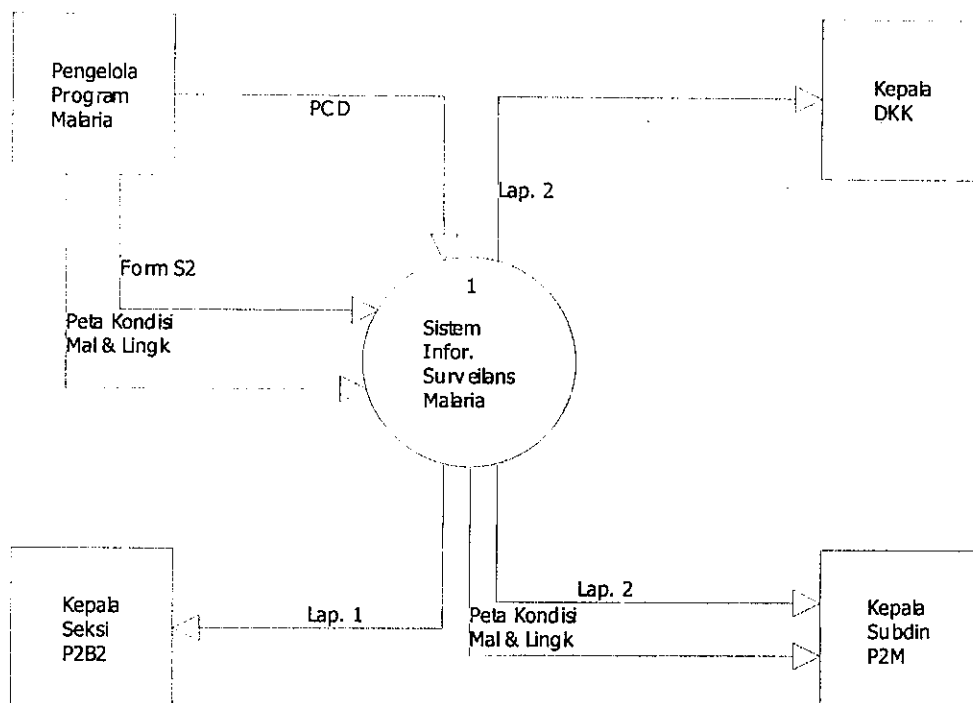 Pengelola
Program
Malaria
PCD
Kepala
DKK
Lap. 2
Form S2
Peta Kondisi
Mal & Lingk
1
Sistem
Infor.
Surveilans
Malaria
Kepala
Seksi
P2B2
Lap. 1
Lap. 2
Peta Kondisi
Mal & Lingk
Kepala
Subdin
P2M